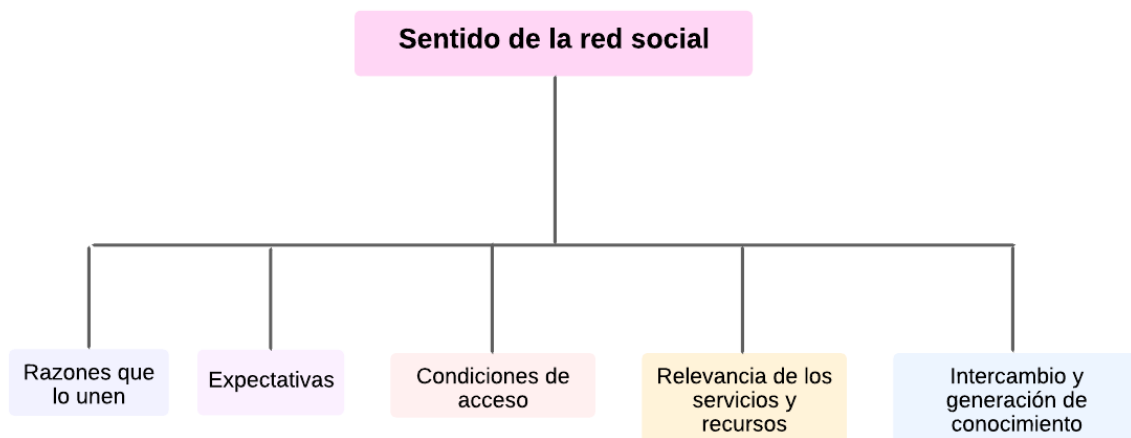 Sentido de la red social
Razones que
lo unen
Expectativas
Condiciones de
acceso
Relevancia de los
servicios y
recursos
Intercambio y
generación de
conocimiento